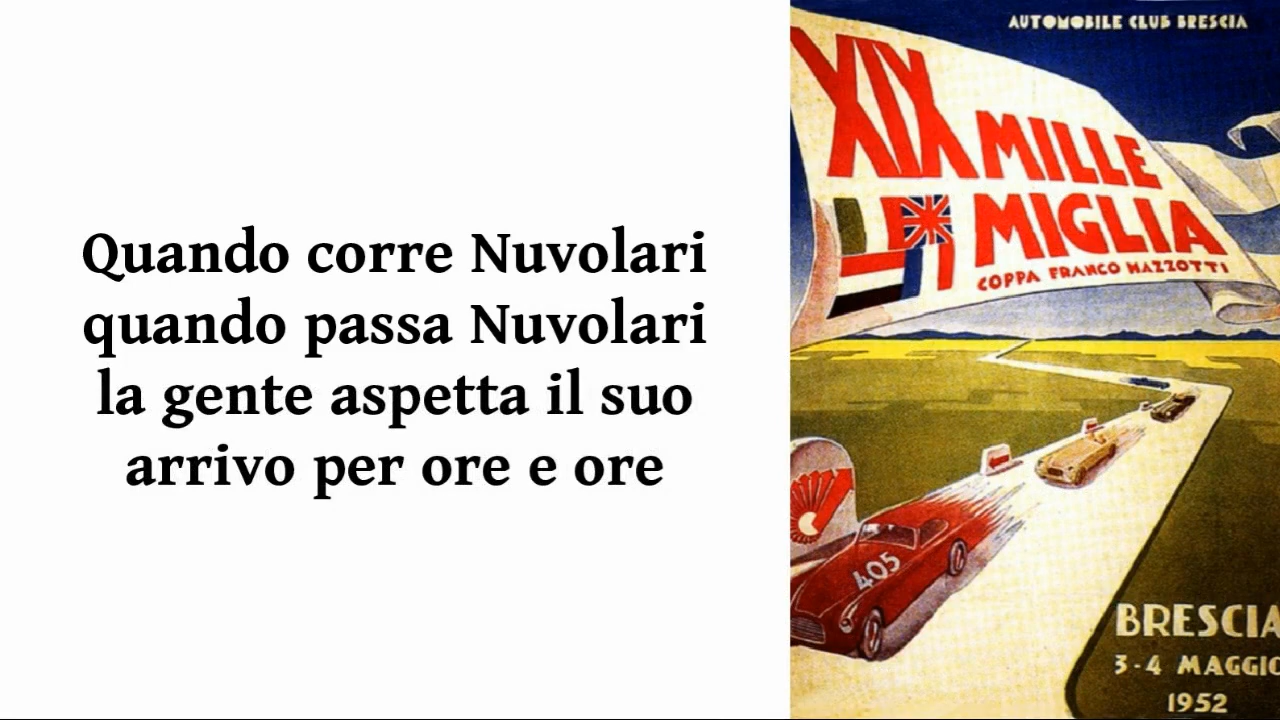 Quando corre Nuvolari
quando passa Nuvolari
la gente aspetta il suo
arrivo per ore e ore
AUTOMOBILE CLUB BRESCIA
XIX MILLE
MIGLIA
COPPA FRANCO MAZZOTTI
405
BRESCIA
3-4 MAGGIO
1952